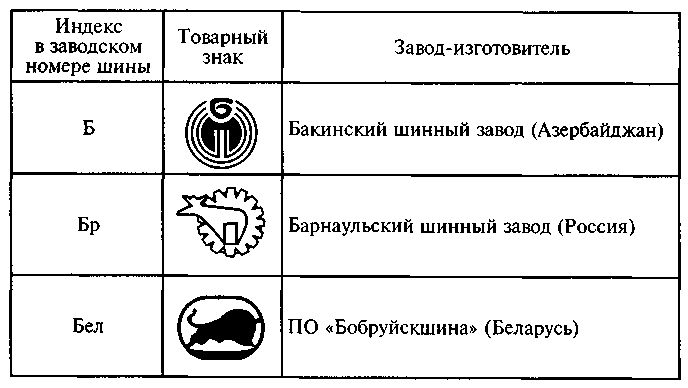 Индекс
в заводском
номере шины
Товарный
знак
Завод-изготовитель
Б
Б
Бакинский шинный завод (Азербайджан)
Бр
Барнаульский шинный завод (Россия)
Бел
ПО «Бобруйскшина» (Беларусь)